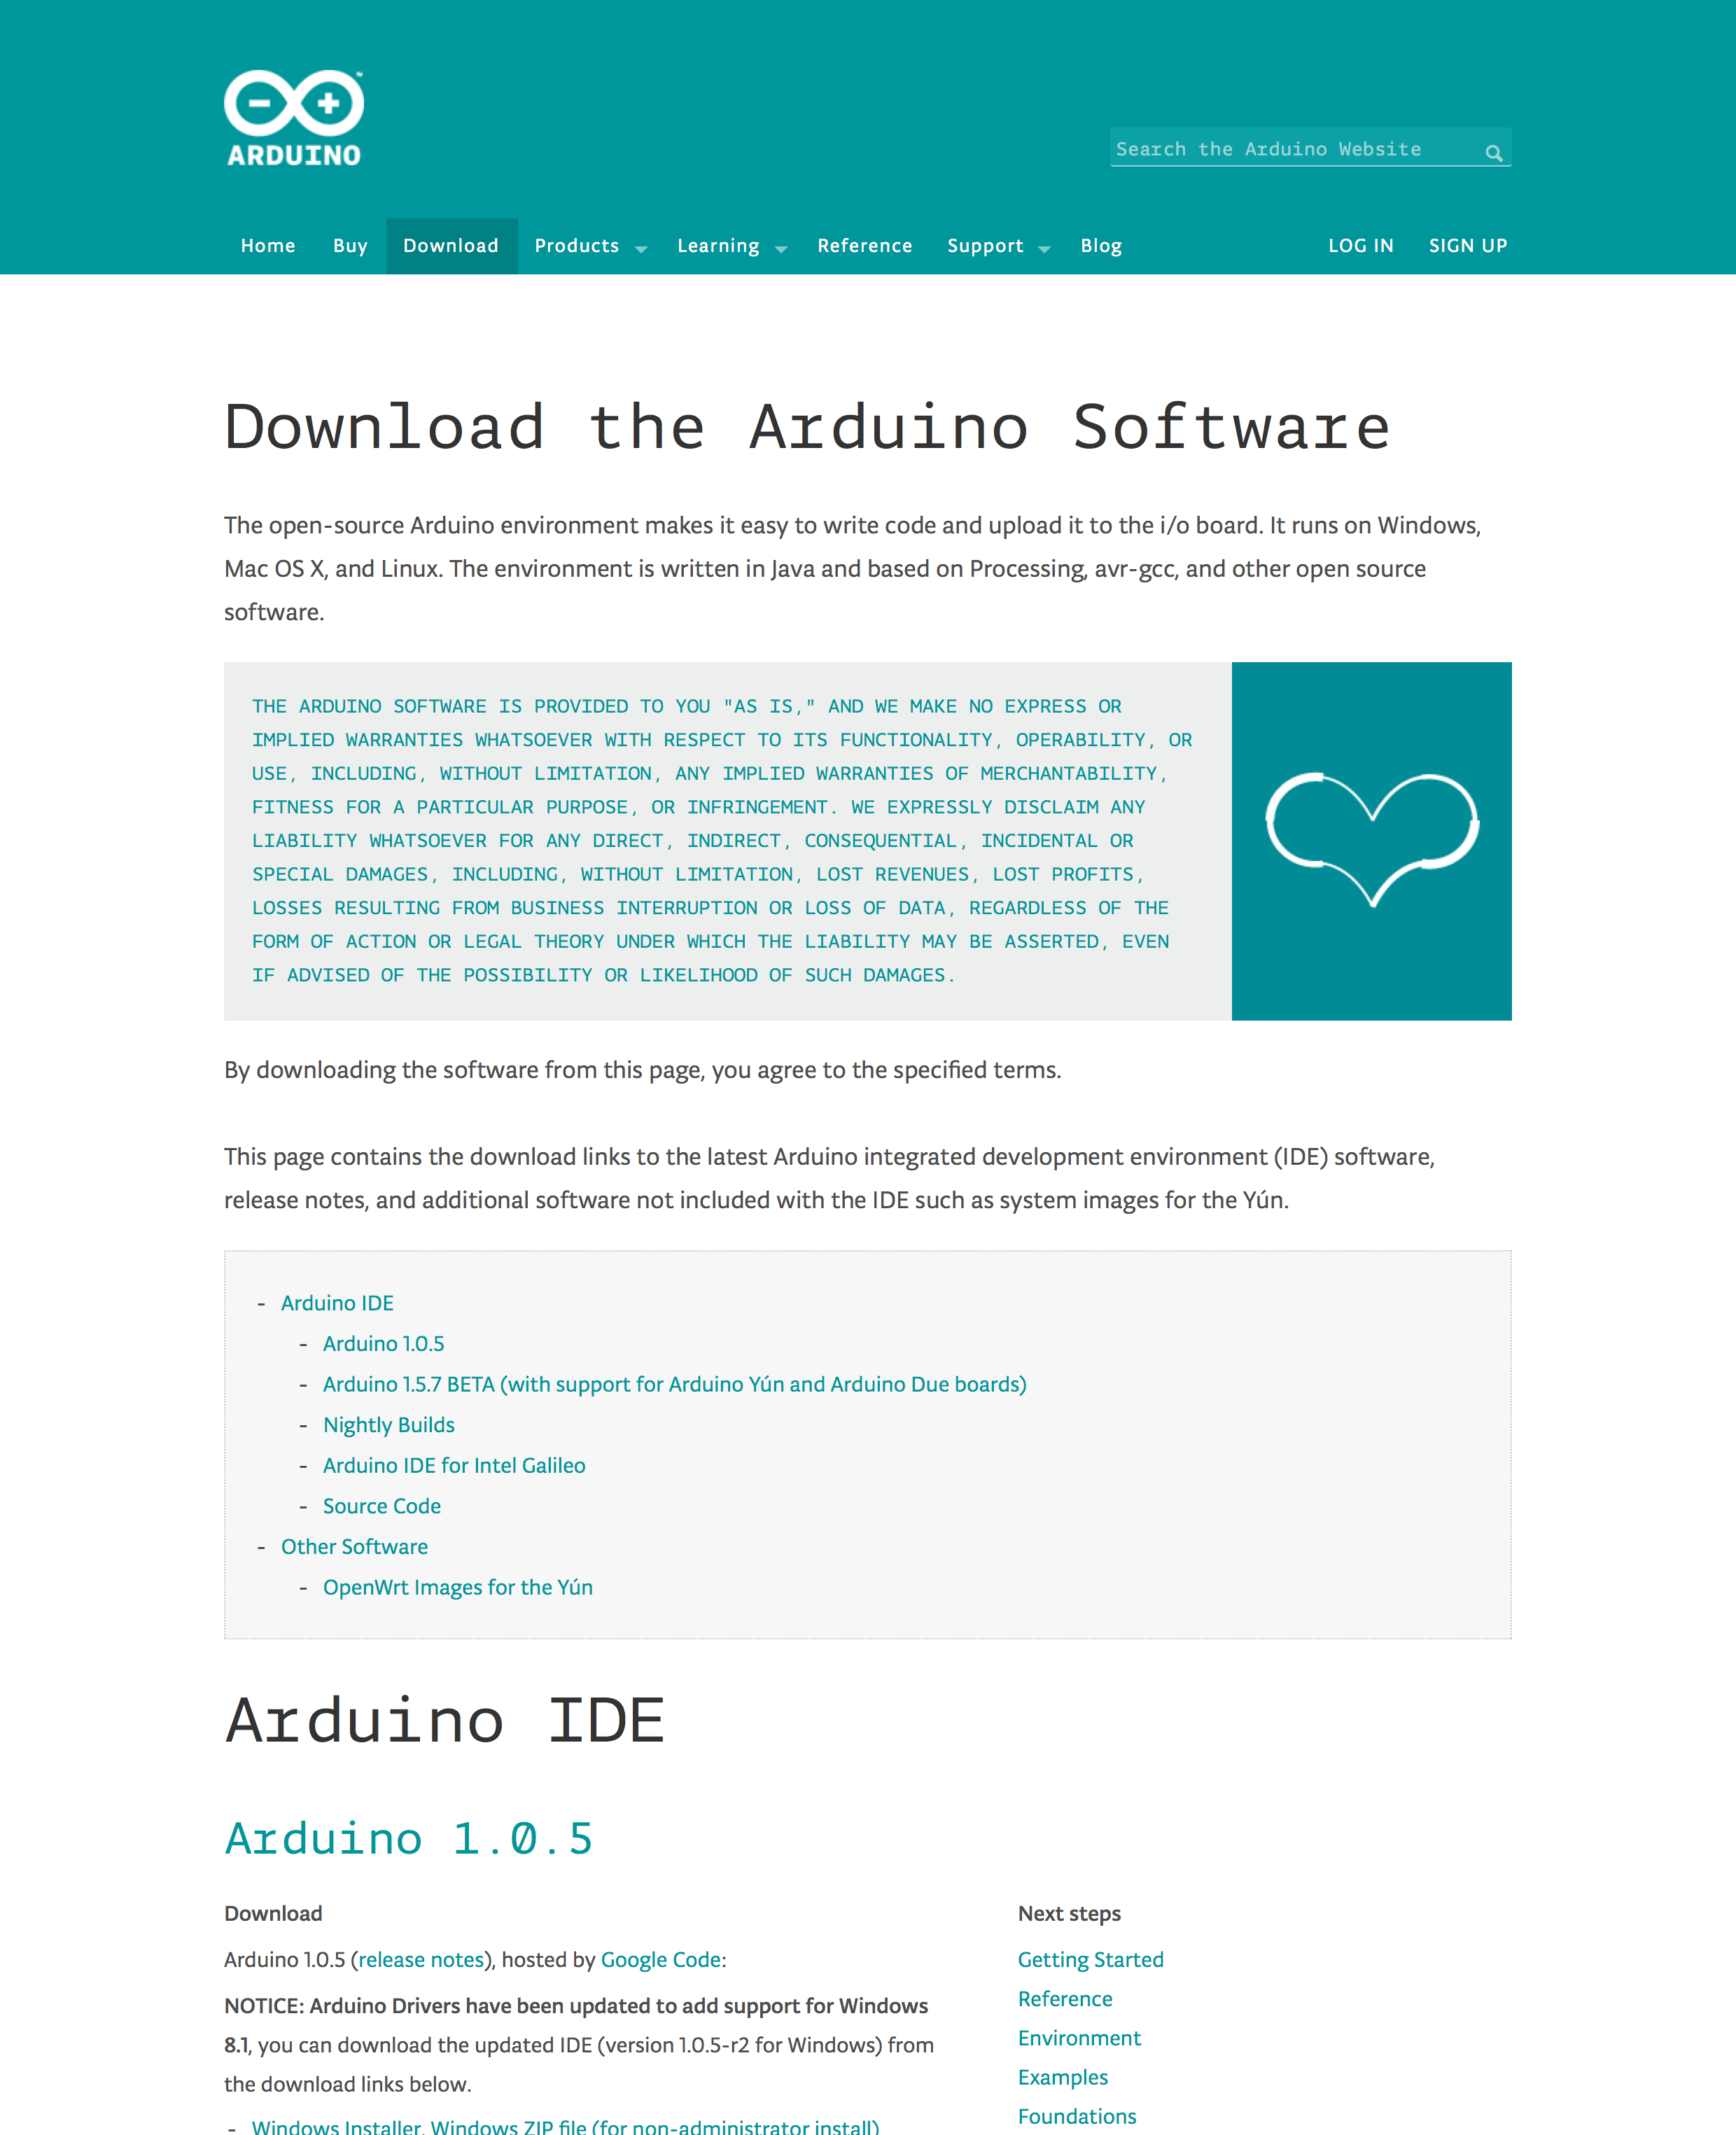 ARDUINO
Search the Arduino Website
Home Buy Download Products Learning Reference Support Blog LOG IN SIGN UP
Download the Arduino Software
The open-source Arduino environment makes it easy to write code and upload it to the i/o board. It runs on Windows,
Mac OS X, and Linux. The environment is written in Java and based on Processing, avr-gcc, and other open source
software.
THE ARDUINO SOFTWARE IS PROVIDED TO YOU "AS IS," AND WE MAKE NO EXPRESS OR
IMPLIED WARRANTIES WHATSOEVER WITH RESPECT TO ITS FUNCTIONALITY, OPERABILITY, OR
USE, INCLUDING, WITHOUT LIMITATION, ANY IMPLIED WARRANTIES OF MERCHANTABILITY,
FITNESS FOR A PARTICULAR PURPOSE, OR INFRINGEMENT. WE EXPRESSLY DISCLAIM ANY
LIABILITY WHATSOEVER FOR ANY DIRECT, INDIRECT, CONSEQUENTIAL, INCIDENTAL OR
SPECIAL DAMAGES, INCLUDING, WITHOUT LIMITATION, LOST REVENUES, LOST PROFITS,
LOSSES RESULTING FROM BUSINESS INTERRUPTION OR LOSS OF DATA, REGARDLESS OF THE
FORM OF ACTION OR LEGAL THEORY UNDER WHICH THE LIABILITY MAY BE ASSERTED, EVEN
IF ADVISED OF THE POSSIBILITY OR LIKELIHOOD OF SUCH DAMAGES.
By downloading the software from this page, you agree to the specified terms.
This page contains the download links to the latest Arduino integrated development environment (IDE) software,
release notes, and additional software not included with the IDE such as system images for the Yún.
- Arduino IDE
- Arduino 1.0.5
- Arduino 1.5.7 BETA (with support for Arduino Yún and Arduino Due boards)
- Nightly Builds
- Arduino IDE for Intel Galileo
- Source Code
- Other Software
- OpenWrt Images for the Yún
Arduino IDE
Arduino 1.0.5
Download
Arduino 1.0.5 (release notes), hosted by Google Code:
NOTICE: Arduino Drivers have been updated to add support for Windows
8.1, you can download the updated IDE (version 1.0.5-r2 for Windows) from
the download links below.
- Windows Installer, Windows ZIP file (for non-administrator install)
Next steps
Getting Started
Reference
Environment
Examples
Foundations